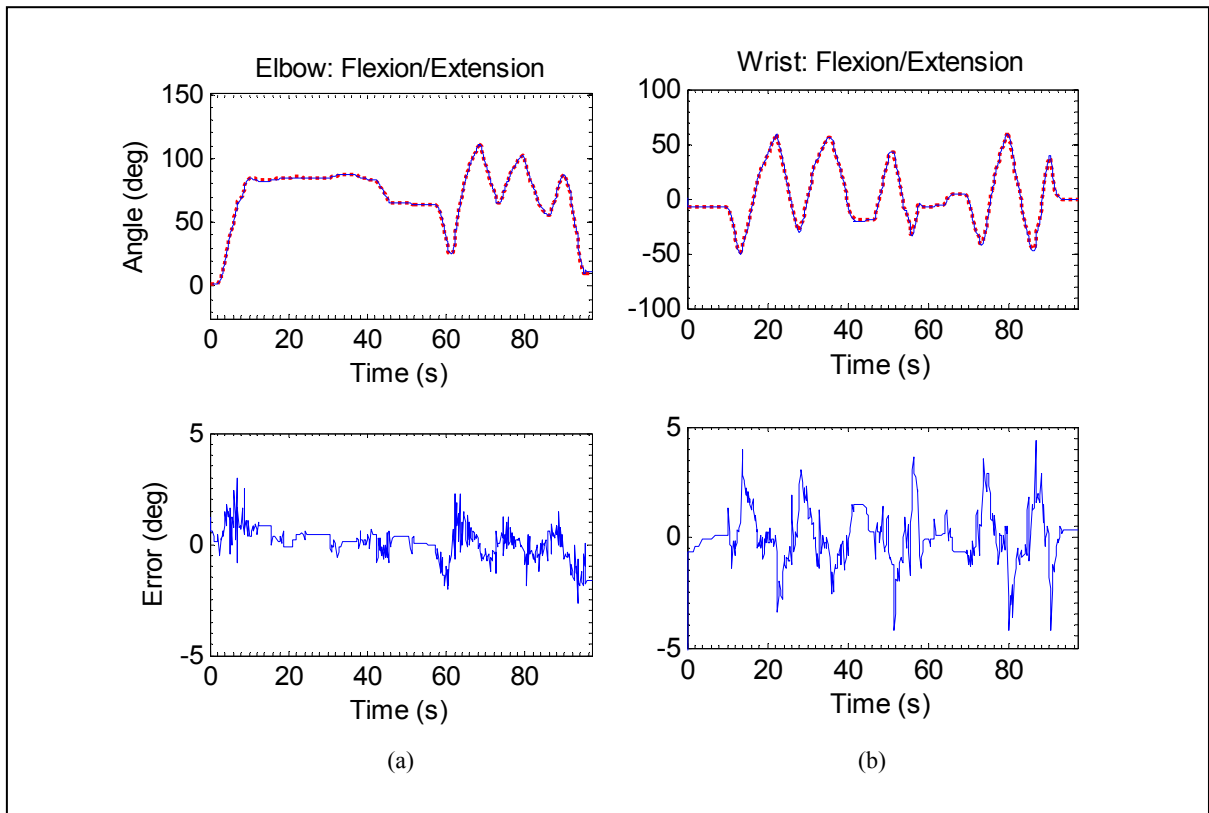 Elbow: Flexion/Extension
150
100
50
0
Angle (deg)
0 20 40 60 80
Time (s)
Wrist: Flexion/Extension
100
50
0
-50
-100
0 20 40 60 80
Time (s)
5
0
-5
Error (deg)
0 20 40 60 80
Time (s)
(a)
5
0
-5
0 20 40 60 80
Time (s)
(b)